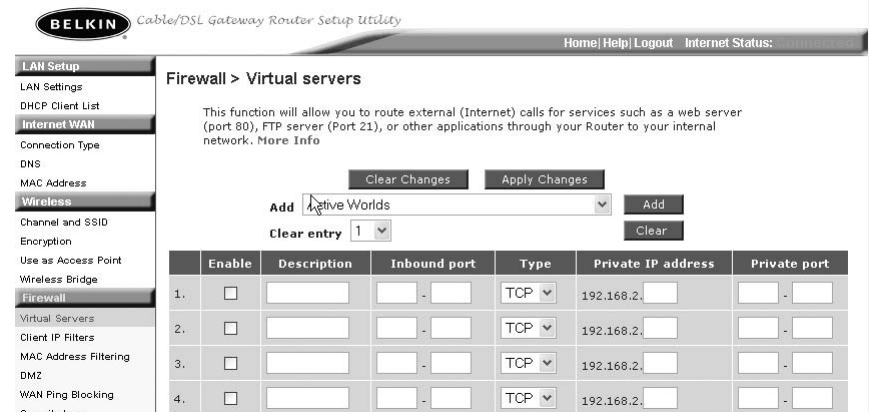 BELKIN Cable/DSL Gateway Router Setup Utility
Home|Help|Logout Internet Status:
LAN Setup
LAN Settings
DHCP Client List
Internet WAN
Connection Type
DNS
MAC Address
Wireless
Channel and SSID
Encryption
Use as Access Point
Wireless Bridge
Firewall
Virtual Servers
Client IP Filters
MAC Address Filtering
DMZ
WAN Ping Blocking
Firewall > Virtual servers
This function will allow you to route external (Internet) calls for services such as a web server
(port 80), FTP server (Port 21), or other applications through your Router to your internal
network. More Info
Clear Changes Apply Changes
Add Active Worlds Add
Clear entry 1 Clear
Enable Description Inbound port Type Private IP address Private port
1. - TCP 192.168.2. -
2. - TCP 192.168.2. -
3. - TCP 192.168.2. -
4. - TCP 192.168.2. -